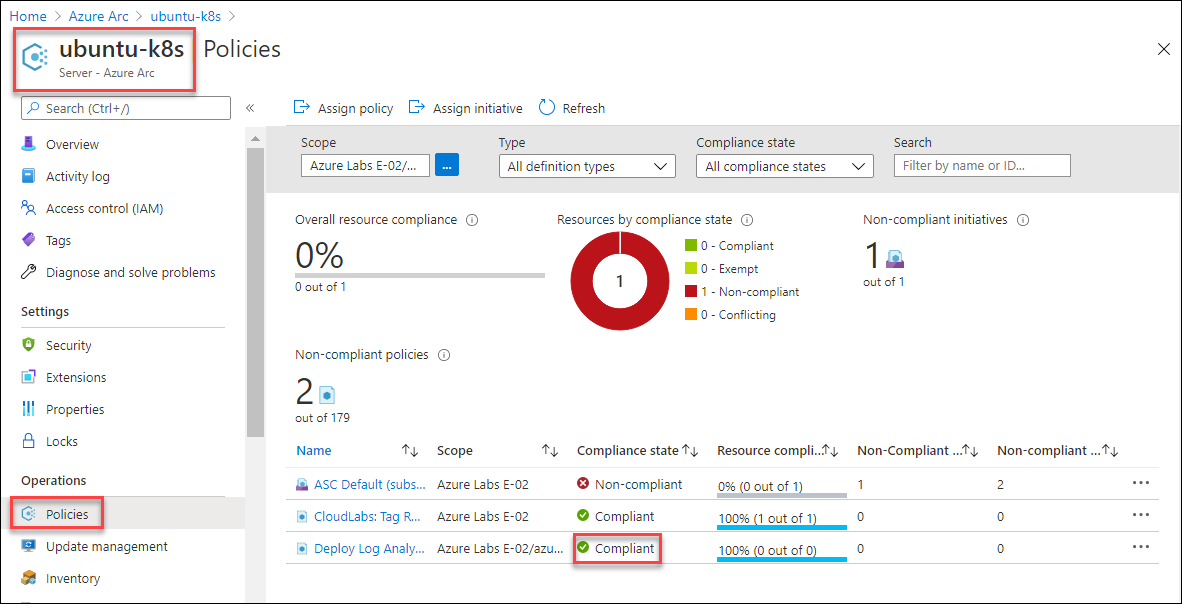 Home > Azure Arc > ubuntu-k8s >
ubuntu-k8s Policies
Server - Azure Arc
Search (Ctrl+/)
«
Assign policy Assign initiative Refresh
Overview
Activity log
Access control (IAM)
Tags
Diagnose and solve problems
Settings
Security
Extensions
Properties
Locks
Operations
Policies
Update management
Inventory
Scope Type Compliance state Search
Azure Labs E-02/... ... All definition types All compliance states Filter by name or ID...
Overall resource compliance
0%
0 out of 1
Resources by compliance state
1
0 - Compliant
0 - Exempt
1 - Non-compliant
0 - Conflicting
Non-compliant initiatives
1
out of 1
Non-compliant policies
2
out of 179
Name Scope Compliance state Resource compli... Non-Compliant ... Non-compliant ...
ASC Default (subs... Azure Labs E-02 Non-compliant 0% (0 out of 1) 1 2 ...
CloudLabs: Tag R... Azure Labs E-02 Compliant 100% (1 out of 1) 0 0 ...
Deploy Log Analy... Azure Labs E-02/azu... Compliant 100% (0 out of 0) 0 0 ...